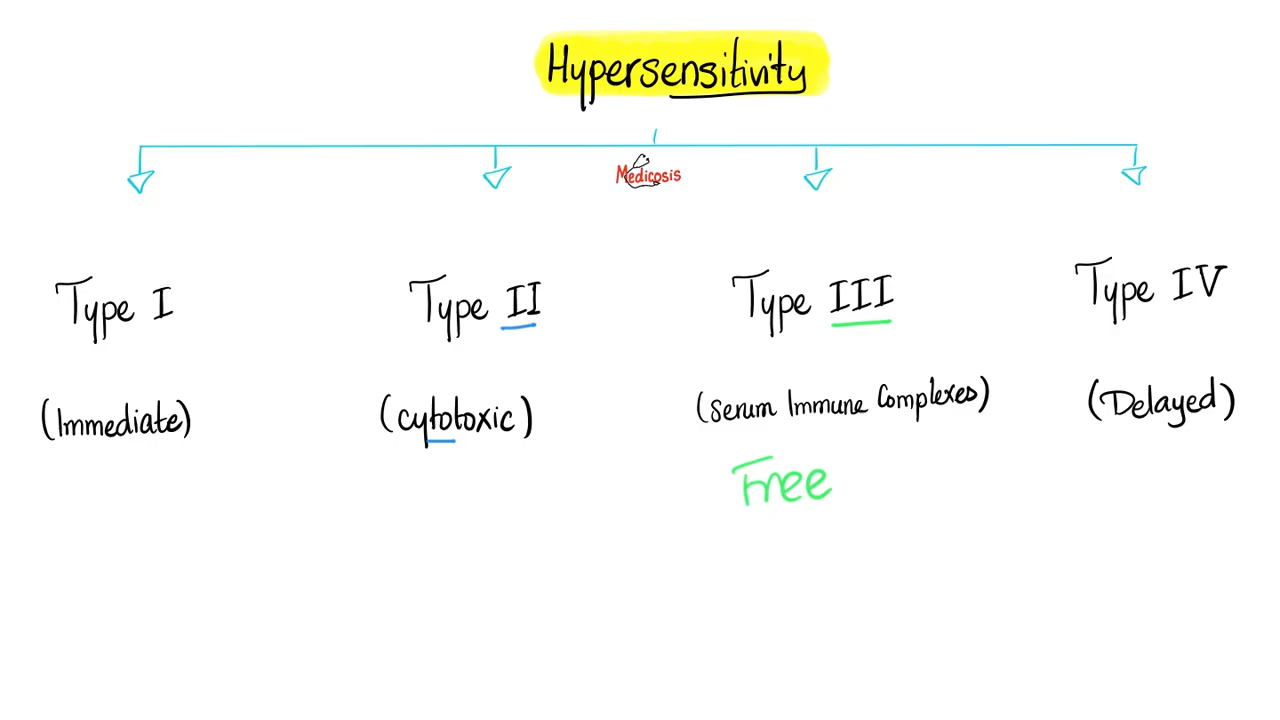 Hypersensitivity
Medicosis
Type I
Type II
Type III
Type IV
(Immediate)
(cytotoxic)
(Serum Immune Complexes)
(Delayed)
Free